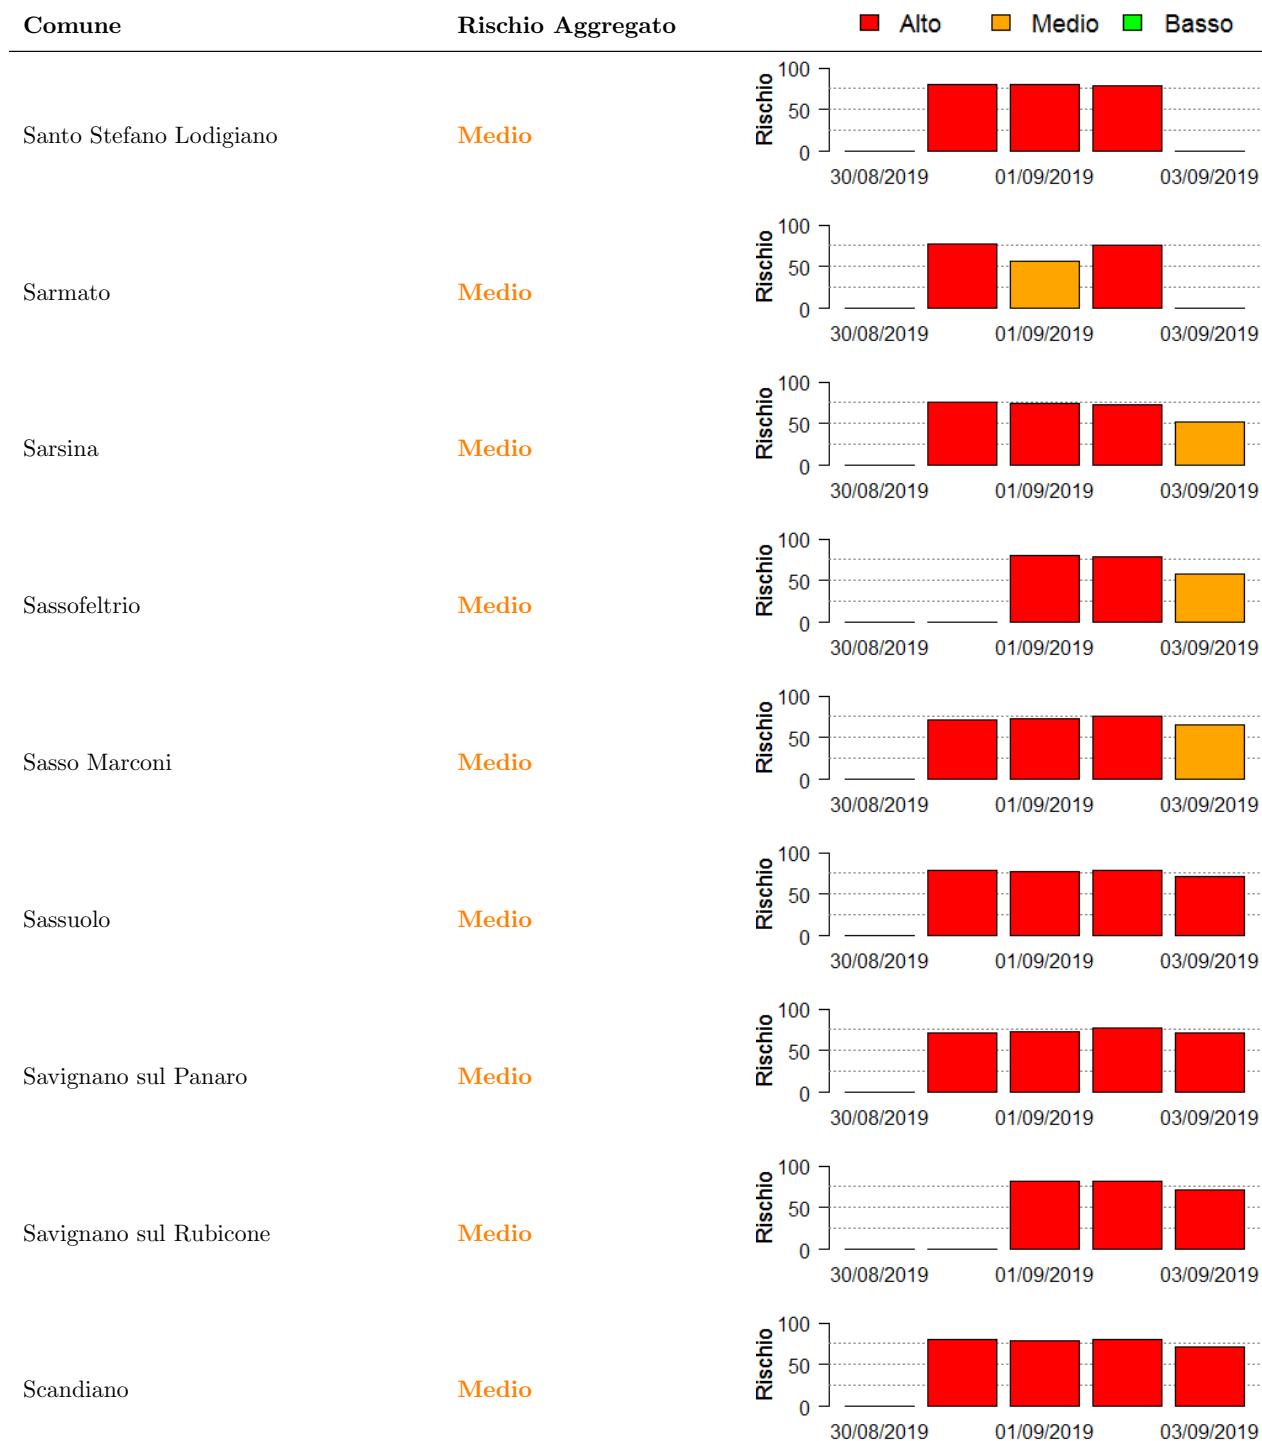 Comune Rischio Aggregato Alto Medio Basso
Santo Stefano Lodigiano Medio
Rischio
100
50
0
30/08/2019 01/09/2019 03/09/2019
Sarmato Medio
Rischio
100
50
0
30/08/2019 01/09/2019 03/09/2019
Sarsina Medio
Rischio
100
50
0
30/08/2019 01/09/2019 03/09/2019
Sassofeltrio Medio
Rischio
100
50
0
30/08/2019 01/09/2019 03/09/2019
Sasso Marconi Medio
Rischio
100
50
0
30/08/2019 01/09/2019 03/09/2019
Sassuolo Medio
Rischio
100
50
0
30/08/2019 01/09/2019 03/09/2019
Savignano sul Panaro Medio
Rischio
100
50
0
30/08/2019 01/09/2019 03/09/2019
Savignano sul Rubicone Medio
Rischio
100
50
0
30/08/2019 01/09/2019 03/09/2019
Scandiano Medio
Rischio
100
50
0
30/08/2019 01/09/2019 03/09/2019